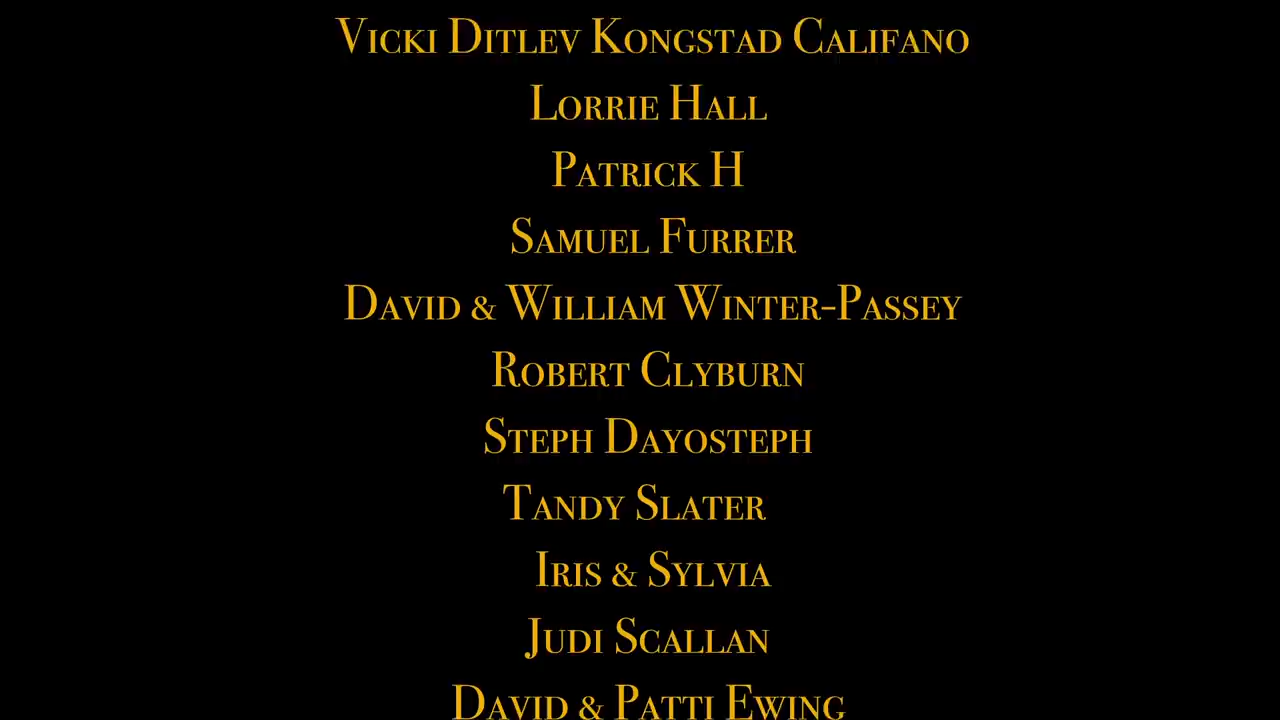 Vicki Ditlev Kongstad Califano
Lorrie Hall
Patrick H
Samuel Furrer
David & William Winter-Passey
Robert Clyburn
Steph Dayosteph
Tandy Slater
Iris & Sylvia
Judi Scallan
David & Patti Ewing